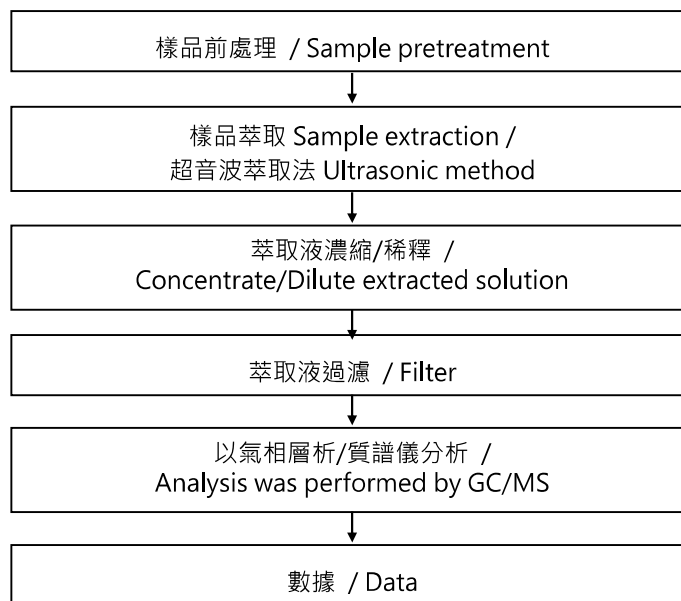 樣品前處理 / Sample pretreatment
樣品萃取 Sample extraction /
超音波萃取法 Ultrasonic method
萃取液濃縮/稀釋 /
Concentrate/Dilute extracted solution
萃取液過濾 / Filter
以氣相層析/質譜儀分析 /
Analysis was performed by GC/MS
數據 / Data